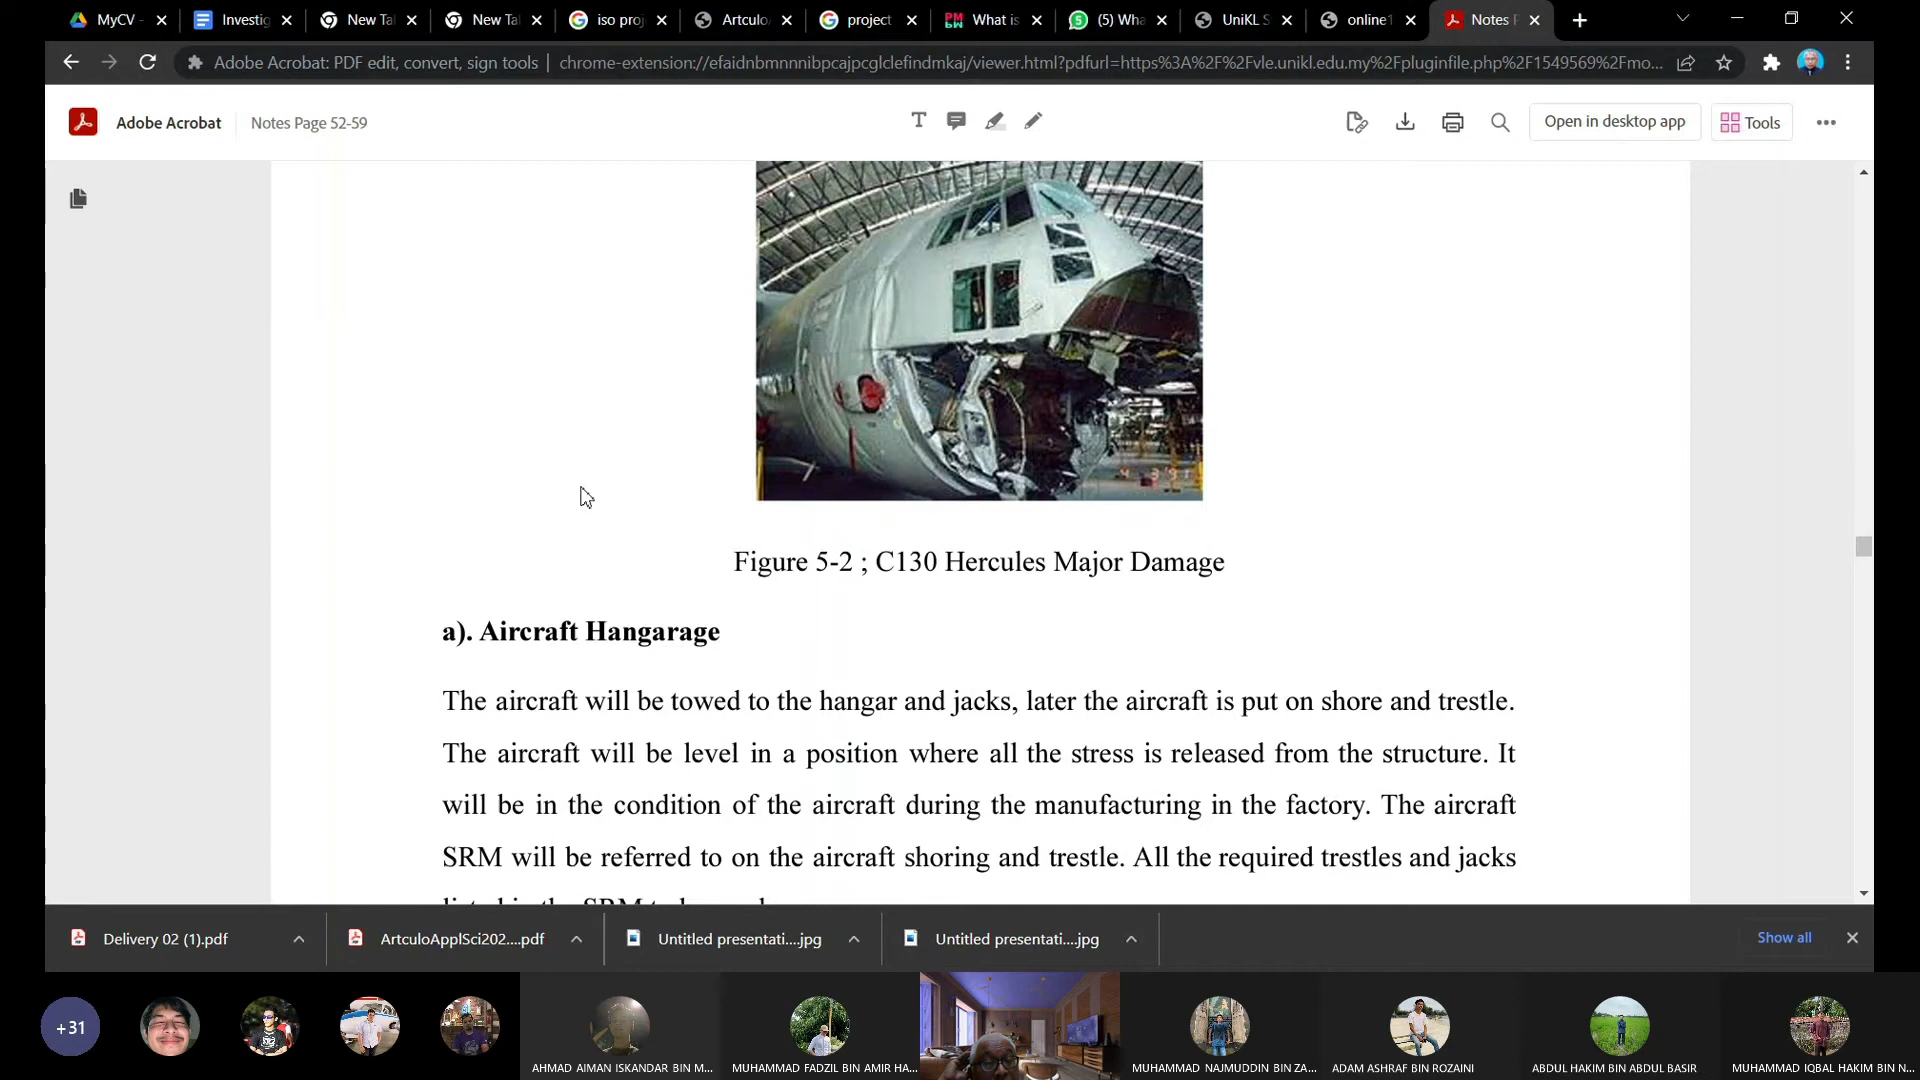 MyCV -
Investig
New Tal
New Tal
iso proj
Artculo
project
What is
(5) Wha
UniKL S
online1
Notes P
Adobe Acrobat: PDF edit, convert, sign tools
chrome-extension://efaidnbmnnnibpcajpcglclefindmkaj/viewer.html?pdfurl=https%3A%2F%2Fvle.unikl.edu.my%2Fpluginfile.php%2F1549569%2Fmo...
Adobe Acrobat
Notes Page 52-59
Open in desktop app
Tools
Figure 5-2 ; C130 Hercules Major Damage
a). Aircraft Hangarage
The aircraft will be towed to the hangar and jacks, later the aircraft is put on shore and trestle.
The aircraft will be level in a position where all the stress is released from the structure. It
will be in the condition of the aircraft during the manufacturing in the factory. The aircraft
SRM will be referred to on the aircraft shoring and trestle. All the required trestles and jacks
Delivery 02 (1).pdf
ArtculoApplSci202....pdf
Untitled presentati....jpg
Untitled presentati....jpg
Show all
+31
AHMAD AIMAN ISKANDAR BIN M...
MUHAMMAD FADZIL BIN AMIR HA...
MUHAMMAD NAJMUDDIN BIN ZA...
ADAM ASHRAF BIN ROZAINI
ABDUL HAKIM BIN ABDUL BASIR
MUHAMMAD IQBAL HAKIM BIN N...